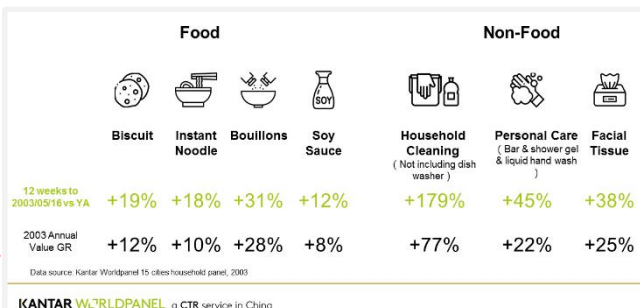 Food
Non-Food
SOY
Biscuit
Instant
Noodle
Bouillons
Soy
Sauce
Household
Cleaning
( Not including dish
washer )
Personal Care
( Bar & shower gel
& liquid hand wash
)
Facial
Tissue
12 weeks to
2003/05/16 vs YA
+19% +18% +31% +12% +179% +45% +38%
2003 Annual
Value GR
+12% +10% +28% +8% +77% +22% +25%
Data source: Kantar Worldpanel 15 cities household panel, 2003
KANTAR WORLDPANEL a CTR service in China